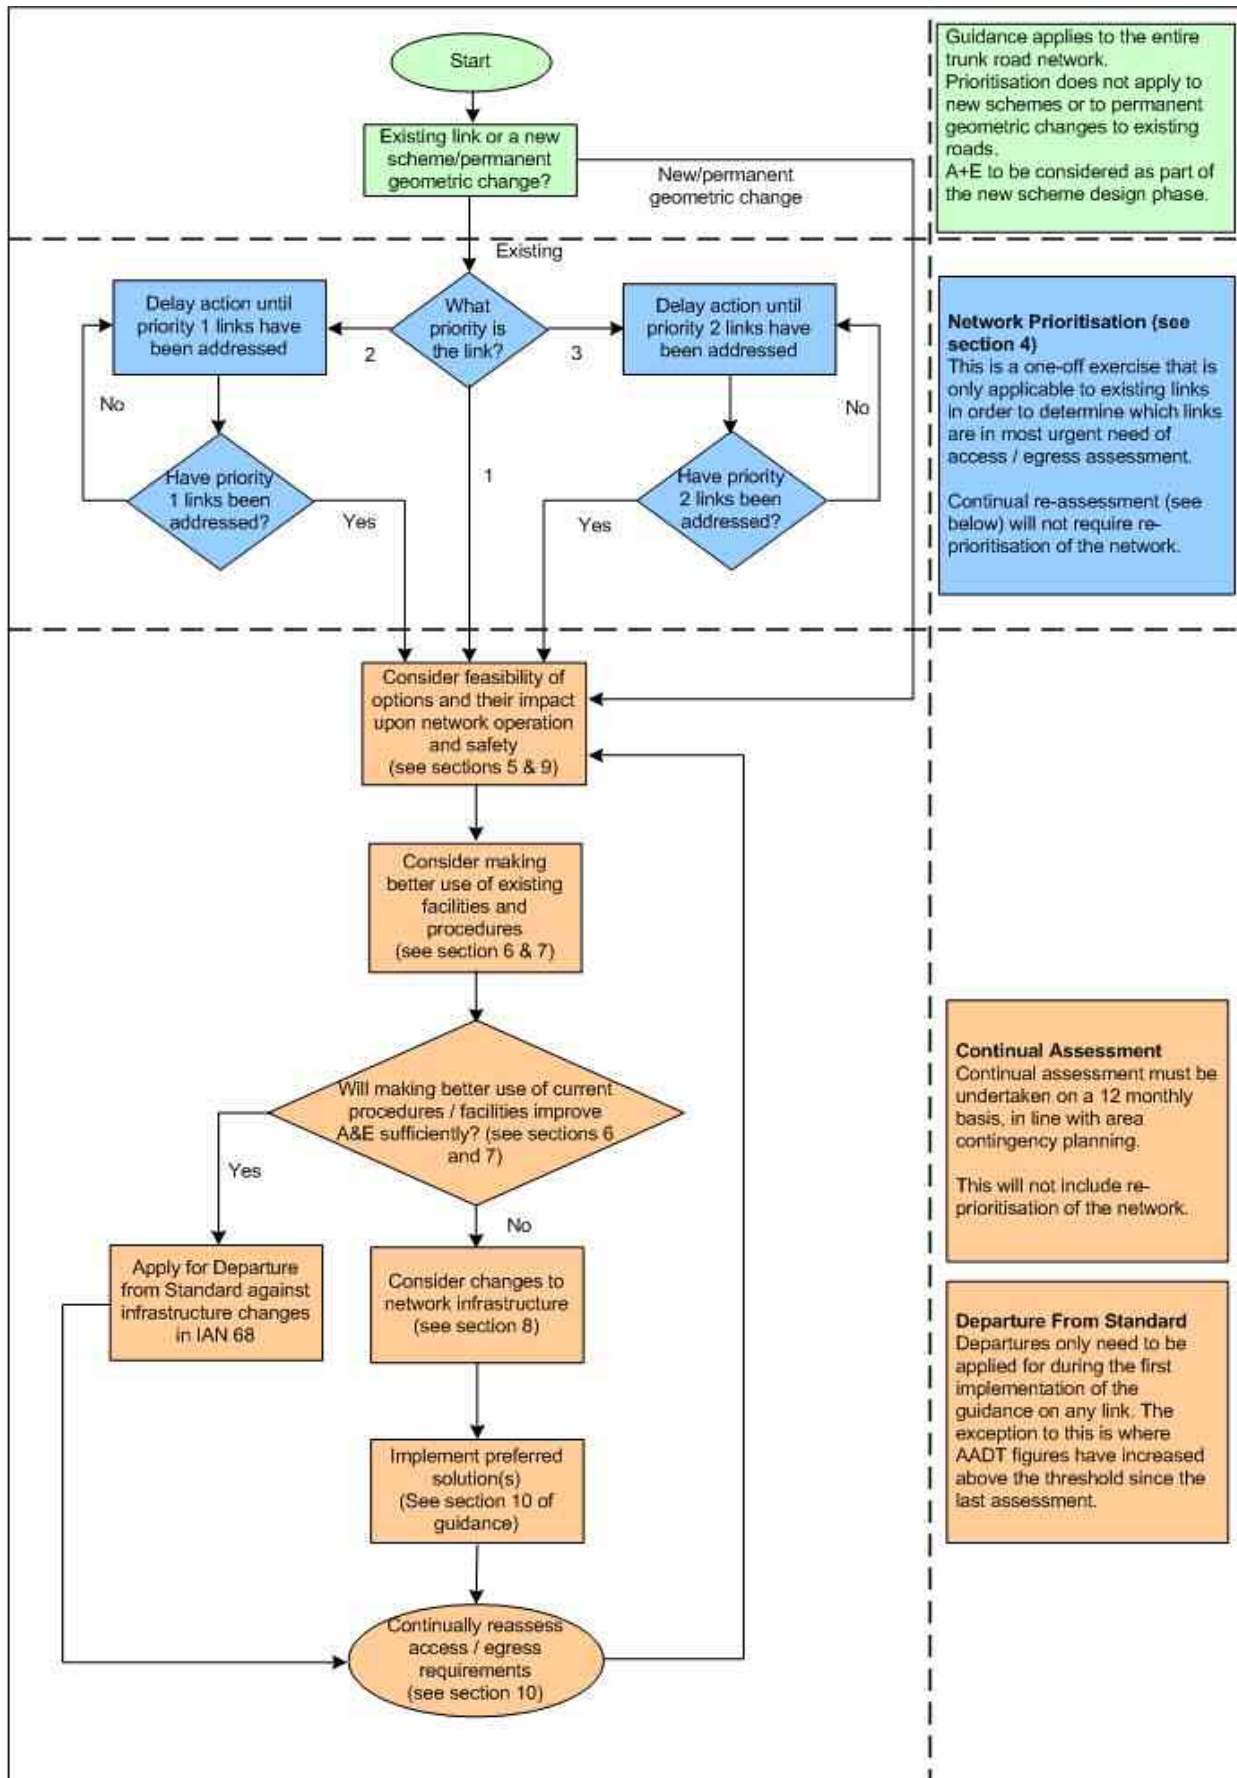 Start
Existing link or a new
scheme/permanent
geometric change?
New/permanent
geometric change
Guidance applies to the entire
trunk road network.
Prioritisation does not apply to
new schemes or to permanent
geometric changes to existing
roads.
A+E to be considered as part of
the new scheme design phase.
Existing
Delay action until
priority 1 links have
been addressed
2
What
priority is
the link?
3
Delay action until
priority 2 links have
been addressed
No
No
1
Have priority
1 links been
addressed?
Yes
Have priority
2 links been
addressed?
Yes
Network Prioritisation (see
section 4)
This is a one-off exercise that is
only applicable to existing links
in order to determine which links
are in most urgent need of
access / egress assessment.
Continual re-assessment (see
below) will not require re-
prioritisation of the network.
Consider feasibility of
options and their impact
upon network operation
and safety
(see sections 5 & 9)
Consider making
better use of existing
facilities and
procedures
(see section 6 & 7)
Will making better use of current
procedures / facilities improve
A&E sufficiently? (see sections 6
and 7)
Yes
No
Apply for Departure
from Standard against
infrastructure changes
in IAN 68
Consider changes to
network infrastructure
(see section 8)
Implement preferred
solution(s)
(See section 10 of
guidance)
Continually reassess
access / egress
requirements
(see section 10)
Continual Assessment
Continual assessment must be
undertaken on a 12 monthly
basis, in line with area
contingency planning.
This will not include re-
prioritisation of the network.
Departure From Standard
Departures only need to be
applied for during the first
implementation of the
guidance on any link. The
exception to this is where
AADT figures have increased
above the threshold since the
last assessment.